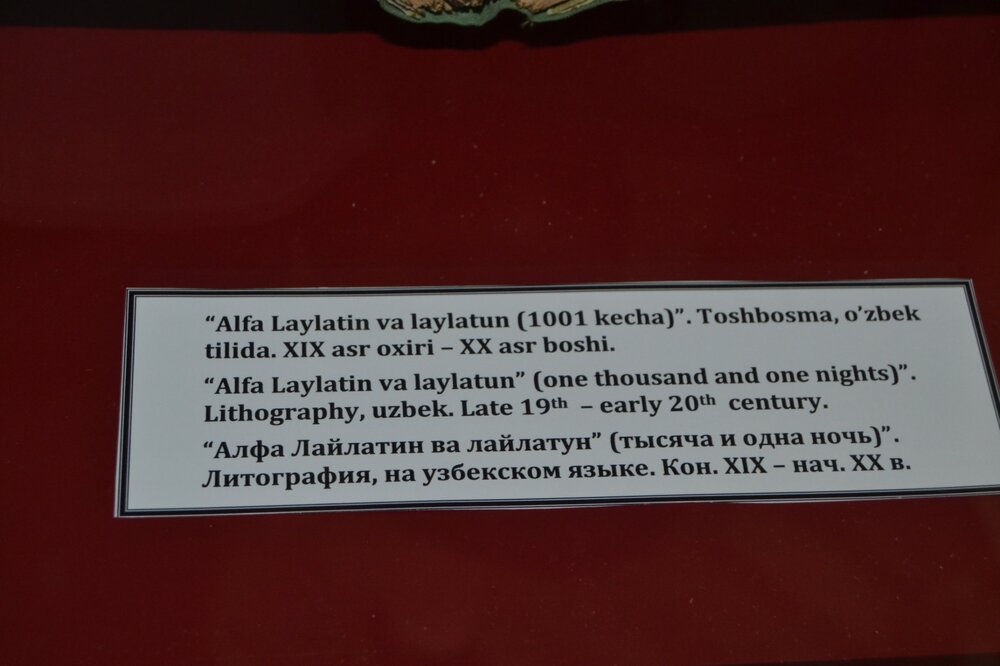 “Alfa Laylatin va laylatun (1001 kecha)”. Toshbosma, o’zbek
tilida. XIX asr oxiri – XX asr boshi.
“Alfa Laylatin va laylatun” (one thousand and one nights)”.
Lithography, uzbek. Late 19th – early 20th century.
“Алфа Лайлатин ва лайлатун” (тысяча и одна ночь)”.
Литография, на узбекском языке. Кон. XIX – нач. XX в.